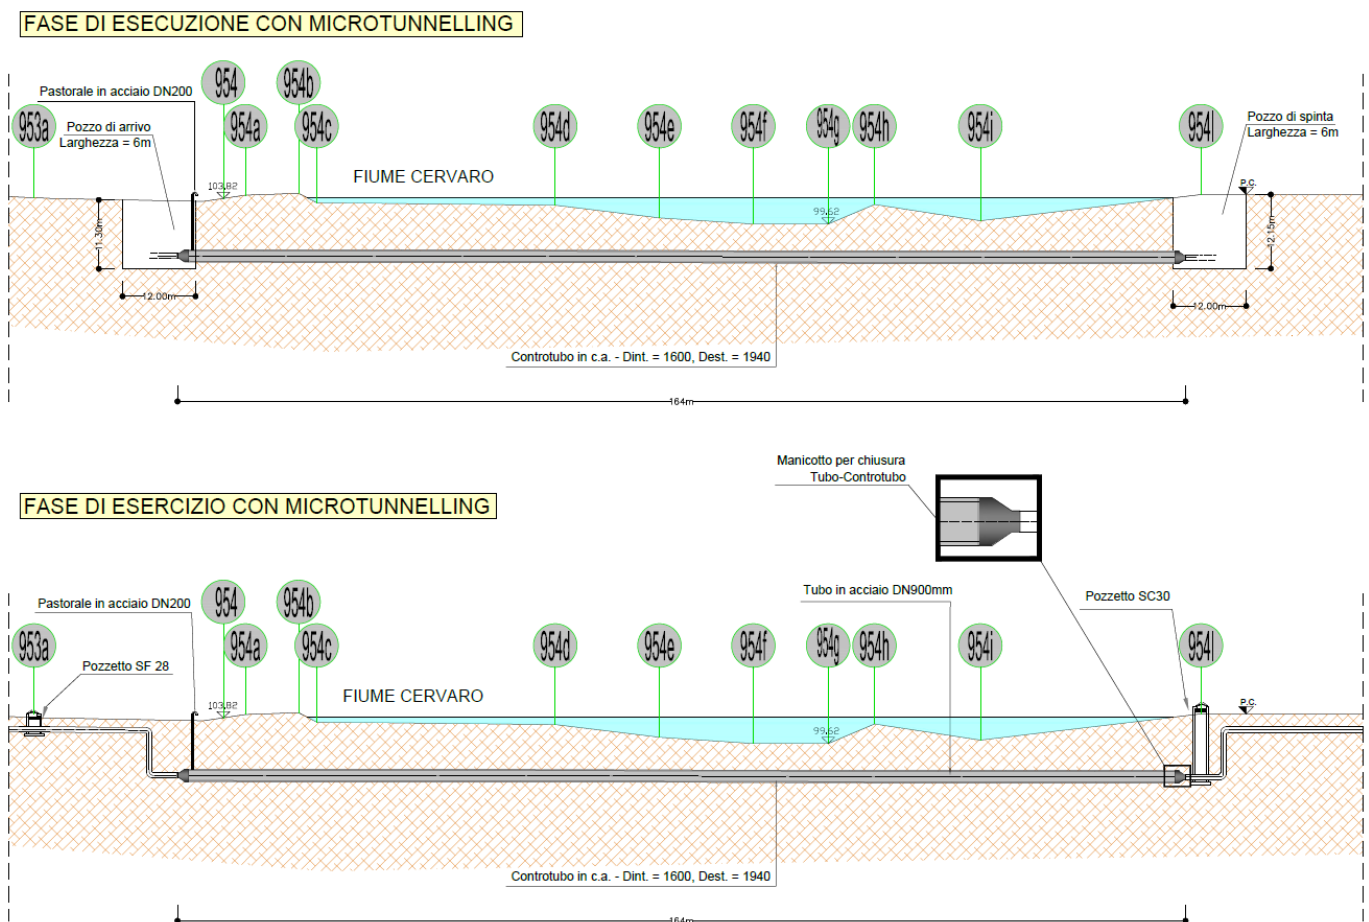 FASE DI ESECUZIONE CON MICROTUNNELLING
954
954b
Pastorale in acciaio DN200
953a
Pozzo di arrivo
Larghezza = 6m
954a
954c
954d
954e
954f
954g
954h
954i
954l
Pozzo di spinta
Larghezza = 6m
FIUME CERVARO
103.82
P.C.
99.52
11.30m
12.15m
12.00m
12.00m
Controtubo in c.a. - Dint. = 1600, Dest. = 1940
164m
Manicotto per chiusura
Tubo-Controtubo
FASE DI ESERCIZIO CON MICROTUNNELLING
954
954b
Pastorale in acciaio DN200
Tubo in acciaio DN900mm
Pozzetto SC30
953a
954a
954c
954d
954e
954f
954g
954h
954i
954l
Pozzetto SF 28
FIUME CERVARO
103.82
P.C.
99.52
Controtubo in c.a. - Dint. = 1600, Dest. = 1940
164m